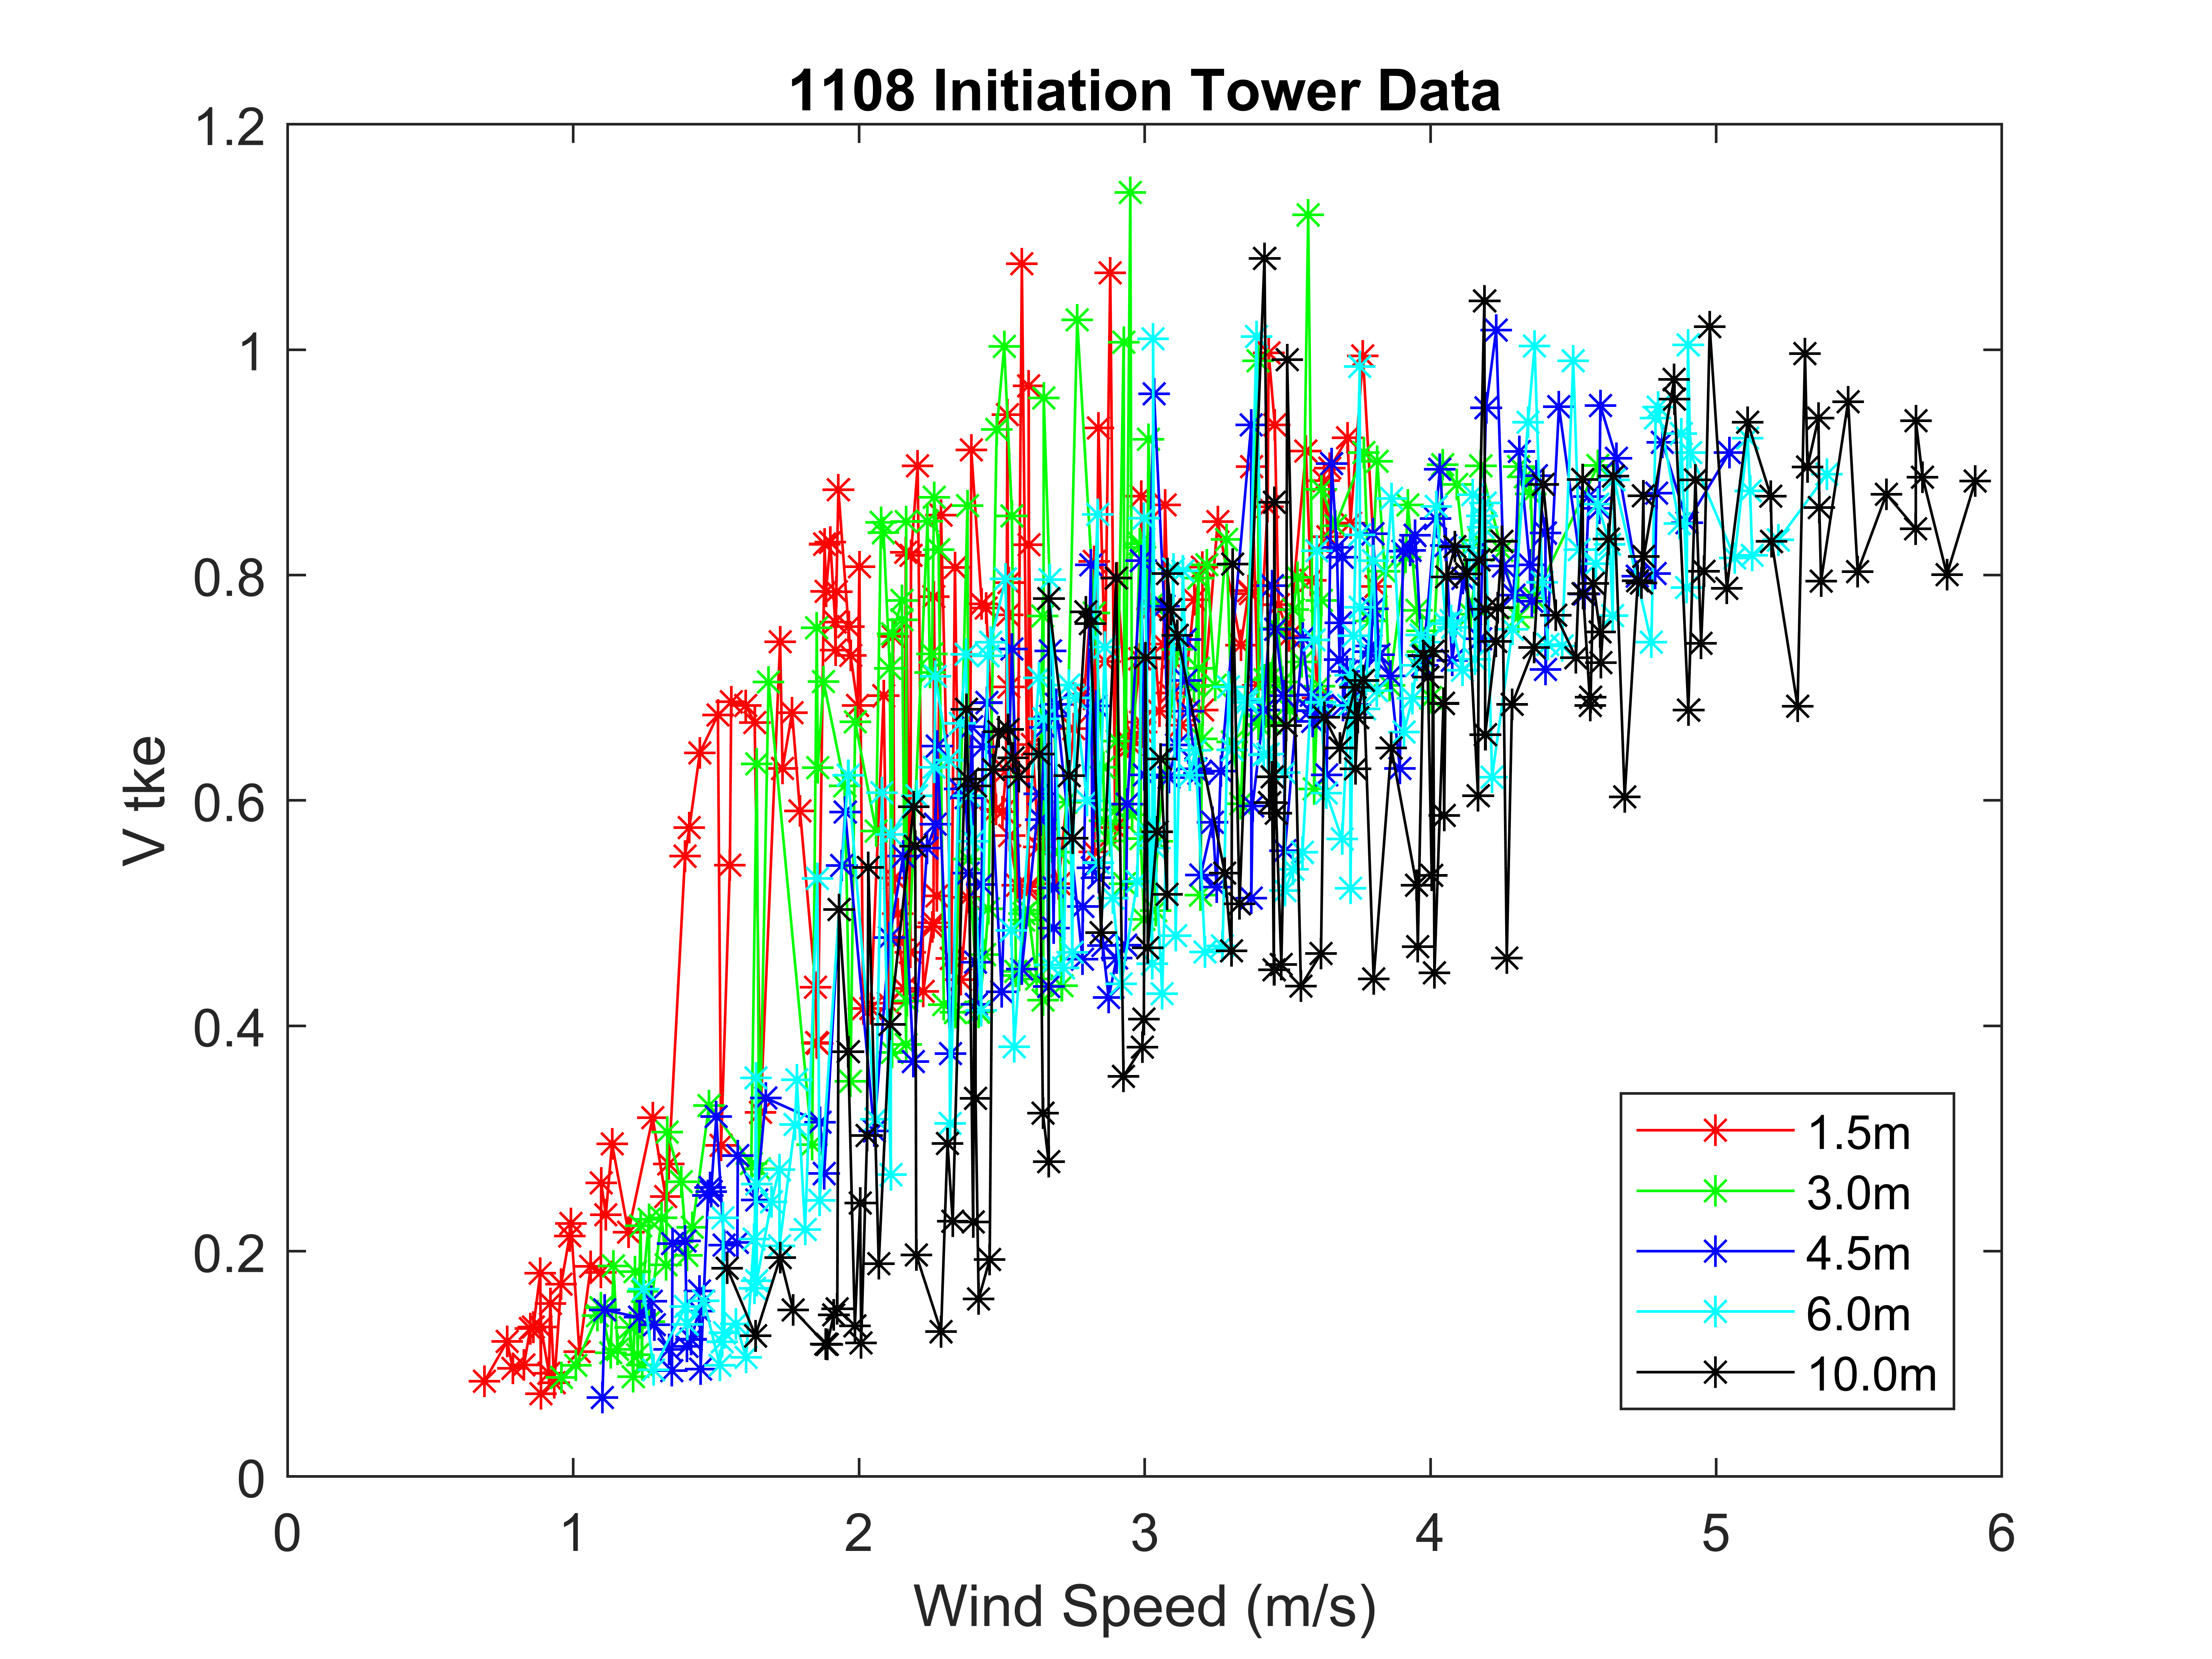 1108 Initiation Tower Data
1.2
1
0.8
0.6
0.4
0.2
0
V tke
1.5m
3.0m
4.5m
6.0m
10.0m
0 1 2 3 4 5 6
Wind Speed (m/s)